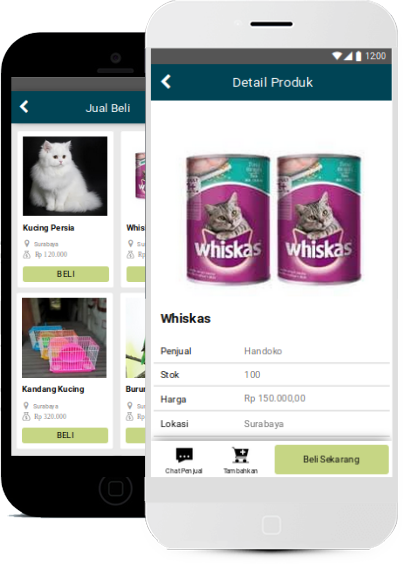 Jual Beli
Kucing Persia
Surabaya
Rp 120.000
BELI
Whis
Rp
Kandang Kucing
Surabaya
Rp 320.000
BELI
Burun
Rp
12:00
Detail Produk
whiskas whiskas
Whiskas
Penjual Handoko
Stok 100
Harga Rp 150.000,00
Lokasi Surabaya
Chat Penjual Tambahkan Beli Sekarang